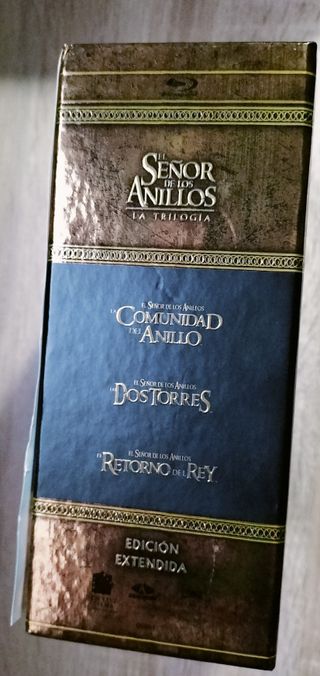 EL
SEÑOR
DE LOS
ANILLOS
LA TRILOGÍA
EL SEÑOR DE LOS ANILLOS
LA COMUNIDAD
DEL ANILLO
EL SEÑOR DE LOS ANILLOS
LAS DOS TORRES
EL SEÑOR DE LOS ANILLOS
EL RETORNO DEL REY
EDICIÓN
EXTENDIDA